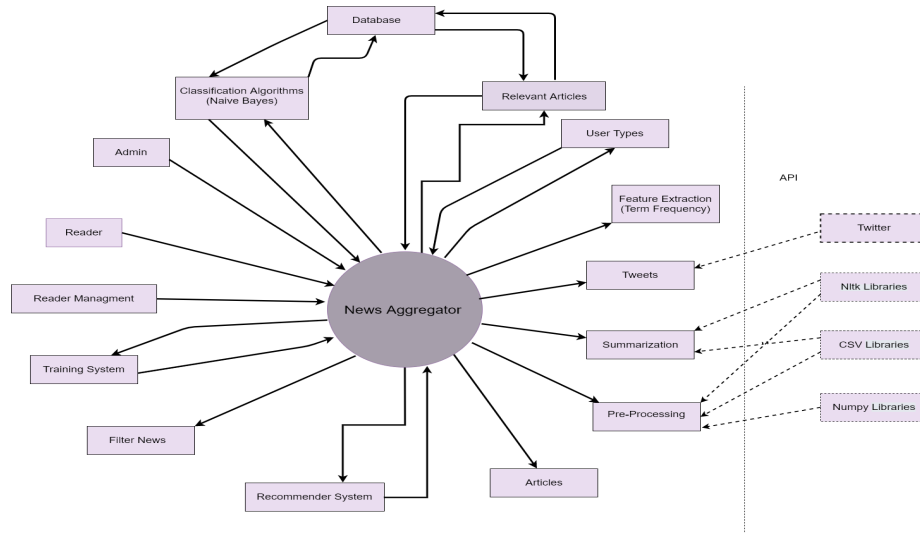 Database
Classification Algorithms
(Naive Bayes)
Relevant Articles
User Types
Admin
API
Feature Extraction
(Term Frequency)
Reader
Twitter
Tweets
Nltk Libraries
Reader Managment
News Aggregator
Summarization
CSV Libraries
Training System
Pre-Processing
Numpy Libraries
Filter News
Recommender System
Articles